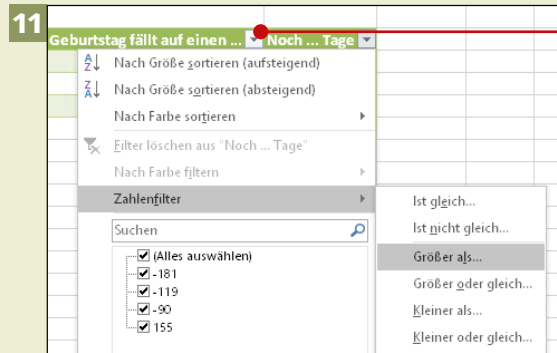 11
Geburtstag fällt auf einen ... Noch ... Tage
Nach Größe sortieren (aufsteigend)
Nach Größe sortieren (absteigend)
Nach Farbe sortieren
Filter löschen aus "Noch ... Tage"
Nach Farbe filtern
Zahlenfilter
Suchen
(Alles auswählen)
-181
-119
-90
155
Ist gleich...
Ist nicht gleich...
Größer als...
Größer oder gleich...
Kleiner als...
Kleiner oder gleich...